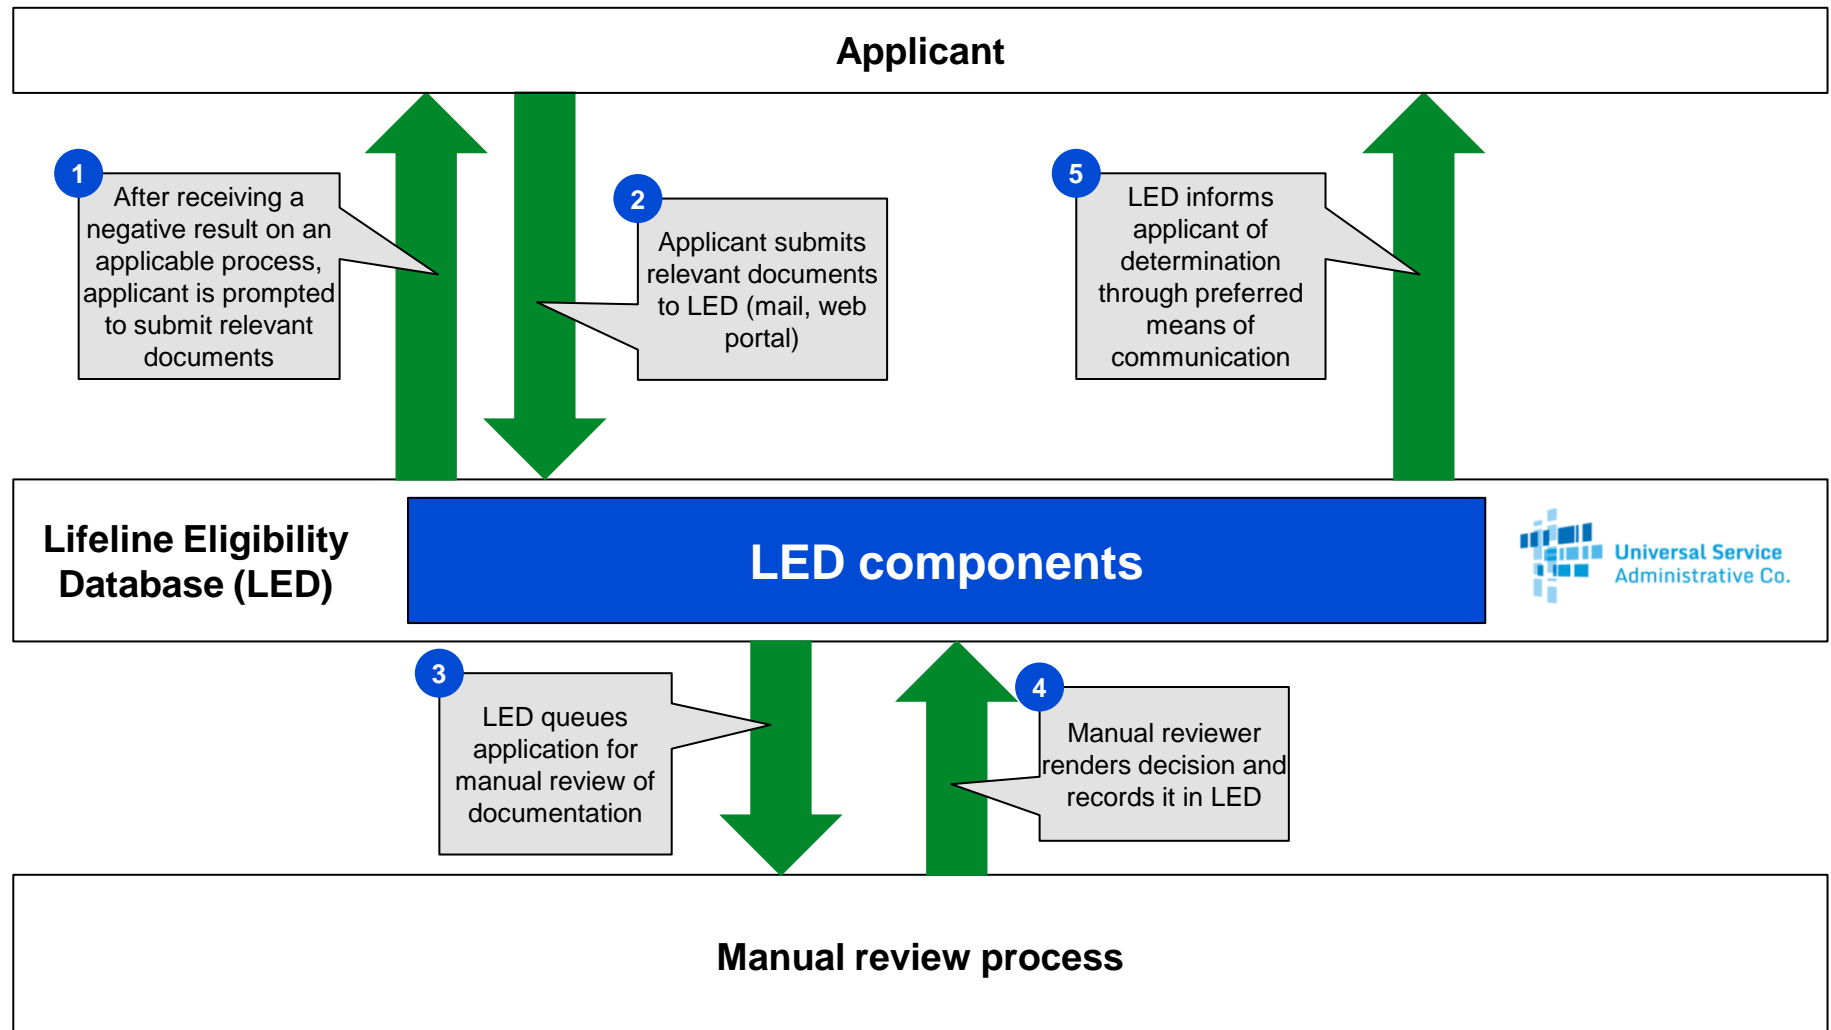 Applicant
1
After receiving a
negative result on an
applicable process,
applicant is prompted
to submit relevant
documents
2
Applicant submits
relevant documents
to LED (mail, web
portal)
5
LED informs
applicant of
determination
through preferred
means of
communication
Lifeline Eligibility
Database (LED)
LED components
Universal Service
Administrative Co.
3
LED queues
application for
manual review of
documentation
4
Manual reviewer
renders decision and
records it in LED
Manual review process